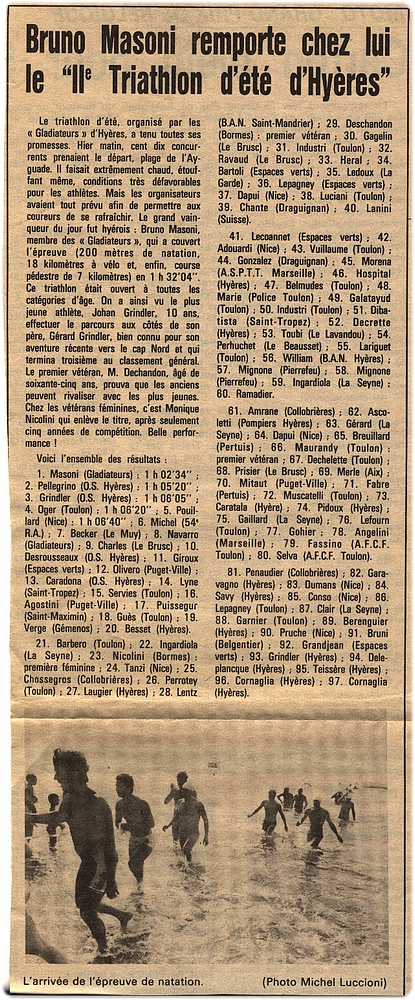 Bruno Masoni remporte chez lui
le "IIe Triathlon d'été d'Hyères"
Le triathlon d'été, organisé par les
« Gladiateurs » d'Hyères, a tenu toutes ses
promesses. Hier matin, cent dix concur-
rents prenaient le départ, plage de l'Ay-
guade. Il faisait extrêmement chaud, étouf-
fant même, conditions très défavorables
pour les athlètes. Mais les organisateurs
avaient tout prévu afin de permettre aux
coureurs de se rafraîchir. Le grand vain-
queur du jour fut hyérois : Bruno Masoni,
membre des « Gladiateurs », qui a couvert
l'épreuve (200 mètres de natation,
18 kilomètres à vélo et, enfin, course
pédestre de 7 kilomètres) en 1 h 32'04''
Ce triathlon était ouvert à toutes les
catégories d'âge. On a ainsi vu le plus
jeune athlète, Johan Grindler, 10 ans,
effectuer le parcours aux côtés de son
père, Gérard Grindler, bien connu pour son
aventure récente vers le cap Nord et qui
termina troisième au classement général.
Le premier vétéran, M. Dechandon, âgé de
soixante-cinq ans, prouva que les anciens
peuvent rivaliser avec les plus jeunes.
Chez les vétérans féminines, c'est Monique
Nicolini qui enlève le titre, après seulement
cinq années de compétition. Belle perfor-
mance !
Voici l'ensemble des résultats :
1. Masoni (Gladiateurs) : 1 h 02'34'' ;
2. Pellegrino (O.S. Hyères) : 1 h 05'20'' ;
3. Grindler (O.S. Hyères) : 1 h 06'05'' ;
4. Oger (Toulon) : 1 h 06'20'' ; 5. Pouil-
lard (Nice) : 1 h 06'40'' ; 6. Michel (54e
R.A.) ; 7. Becker (Le Muy) ; 8. Navarro
(Gladiateurs) ; 9. Charles (Le Brusc) ; 10.
Desrousseaux (O.S. Hyères) ; 11. Giroux
(Espaces verts) ; 12. Olivero (Puget-Ville) ;
13. Caradona (O.S. Hyères) ; 14. Lyne
(Saint-Tropez) ; 15. Servies (Toulon) ; 16.
Agostini (Puget-Ville) ; 17. Puissegur
(Saint-Maximin) ; 18. Guès (Toulon) ; 19.
Verge (Gémenos) ; 20. Besset (Hyères).
21. Barbero (Toulon) ; 22. Ingardiola
(La Seyne) ; 23. Nicolini (Bormes) :
première féminine ; 24. Tanzi (Nice) ; 25.
Chossegros (Collobrières) ; 26. Perrotey
(Toulon) ; 27. Laugier (Hyères) ; 28. Lentz
(B.A.N. Saint-Mandrier) ; 29. Deschandon
(Bormes) : premier vétéran ; 30. Gagelin
(Le Brusc) ; 31. Industri (Toulon) ; 32.
Ravaud (Le Brusc) ; 33. Heral ; 34.
Bartoli (Espaces verts) ; 35. Ledoux (La
Garde) ; 36. Lepagney (Espaces verts) ;
37. Dapui (Nice) ; 38. Luciani (Toulon) ;
39. Chante (Draguignan) ; 40. Lanini
(Suisse).
41. Lecoannet (Espaces verts) ; 42.
Adouardi (Nice) ; 43. Vuillaume (Toulon) ;
44. Gonzalez (Draguignan) ; 45. Morena
(A.S.P.T.T. Marseille) ; 46. Hospital
(Hyères) ; 47. Belmudes (Toulon) ; 48.
Marie (Police Toulon) ; 49. Galatayud
(Toulon) ; 50. Industri (Toulon) ; 51. Diba-
tista (Saint-Tropez) ; 52. Decrette
(Hyères) ; 53. Toubi (Le Lavandou) ; 54.
Perhuchet (Le Beausset) ; 55. Lariguet
(Toulon) ; 56. William (B.A.N. Hyères) ;
57. Mignone (Pierrefeu) ; 58. Mignone
(Pierrefeu) ; 59. Ingardiola (La Seyne) ;
60. Ramadier.
61. Amrane (Collobrières) ; 62. Asco-
letti (Pompiers Hyères) ; 63. Gérard (La
Seyne) ; 64. Dapui (Nice) ; 65. Breuillard
(Pertuis) ; 66. Maurandy (Toulon) :
premier vétéran ; 67. Dechelette (Toulon) ;
68. Prisier (Le Brusc) ; 69. Merle (Aix) ;
70. Mitaut (Puget-Ville) ; 71. Fabre
(Pertuis) ; 72. Muscatelli (Toulon) ; 73.
Caratala (Hyère) ; 74. Pidoux (Hyères) ;
75. Gaillard (La Seyne) ; 76. Lefourn
(Toulon) ; 77. Gohier ; 78. Angelini
(Marseille) ; 79. Fassino (A.F.C.F.
Toulon) ; 80. Selva (A.F.C.F. Toulon).
81. Penaudier (Collobrières) ; 82. Gara-
vagno (Hyères) ; 83. Oumans (Nice) ; 84.
Savy (Hyères) ; 85. Conso (Nice) ; 86.
Lepagney (Toulon) ; 87. Clair (La Seyne) ;
88. Garnier (Toulon) ; 89. Berenguier
(Hyères) ; 90. Pruche (Nice) ; 91. Bruni
(Belgentier) ; 92. Grandjean (Espaces
verts) ; 93. Grindler (Hyères) ; 94. Dele-
plancque (Hyères) ; 95. Teissère (Hyères) ;
96. Cornaglia (Hyères) ; 97. Cornaglia
(Hyères).
L'arrivée de l'épreuve de natation. (Photo Michel Luccioni)